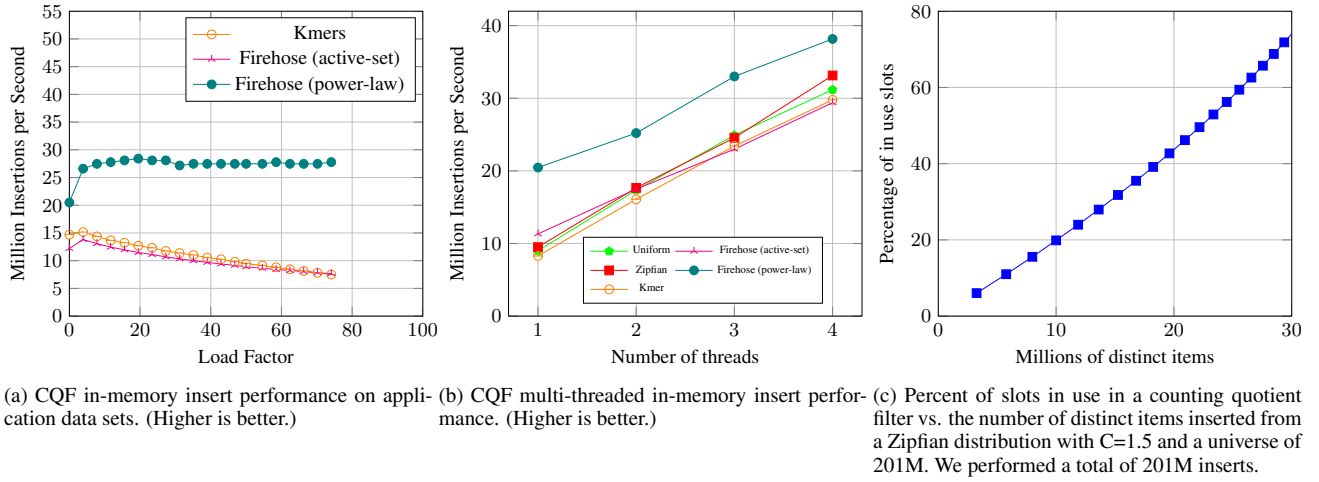 55
50
45
40
35
30
25
20
15
10
5
0
0
20
40
60
80
100
Million Insertions per Second
Load Factor
Kmers
Firehose (active-set)
Firehose (power-law)
(a) CQF in-memory insert performance on appli-
cation data sets. (Higher is better.)
40
30
20
10
0
1
2
3
4
Million Insertions per Second
Number of threads
Uniform
Firehose (active-set)
Zipfian
Firehose (power-law)
Kmer
(b) CQF multi-threaded in-memory insert perfor-
mance. (Higher is better.)
80
60
40
20
0
0
10
20
30
Percentage of in use slots
Millions of distinct items
(c) Percent of slots in use in a counting quotient
filter vs. the number of distinct items inserted from
a Zipfian distribution with C=1.5 and a universe of
201M. We performed a total of 201M inserts.